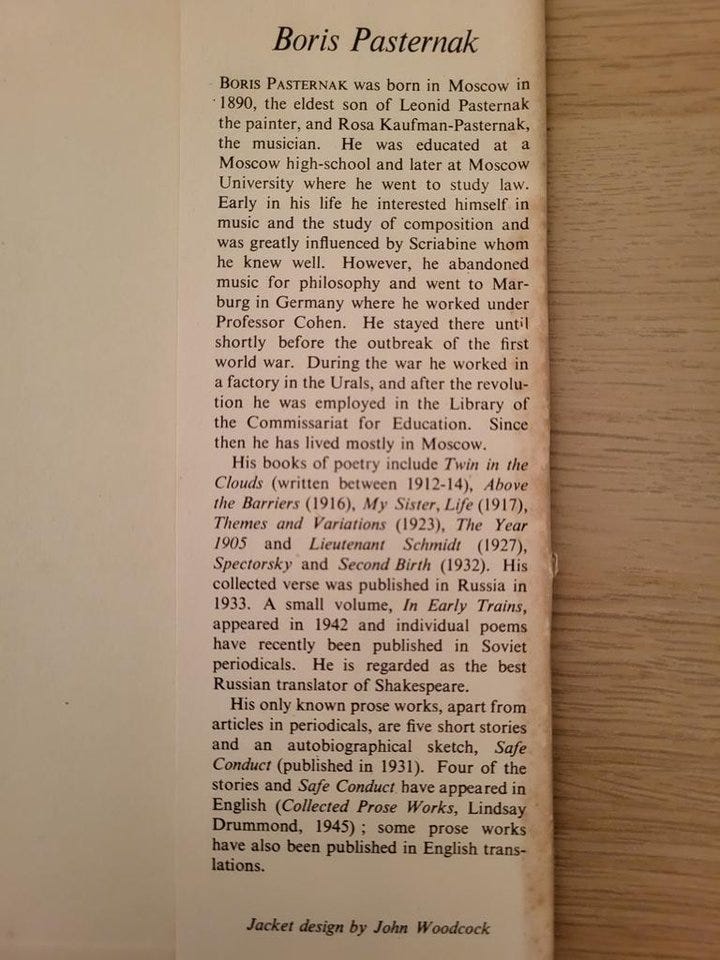 Boris Pasternak
BORIS PASTERNAK was born in Moscow in
1890, the eldest son of Leonid Pasternak
the painter, and Rosa Kaufman-Pasternak,
the musician. He was educated at a
Moscow high-school and later at Moscow
University where he went to study law.
Early in his life he interested himself in
music and the study of composition and
was greatly influenced by Scriabine whom
he knew well. However, he abandoned
music for philosophy and went to Mar-
burg in Germany where he worked under
Professor Cohen. He stayed there until
shortly before the outbreak of the first
world war. During the war he worked in
a factory in the Urals, and after the revolu-
tion he was employed in the Library of
the Commissariat for Education. Since
then he has lived mostly in Moscow.
His books of poetry include Twin in the
Clouds (written between 1912-14), Above
the Barriers (1916), My Sister, Life (1917),
Themes and Variations (1923), The Year
1905 and Lieutenant Schmidt (1927),
Spectorsky and Second Birth (1932). His
collected verse was published in Russia in
1933. A small volume, In Early Trains,
appeared in 1942 and individual poems
have recently been published in Soviet
periodicals. He is regarded as the best
Russian translator of Shakespeare.
His only known prose works, apart from
articles in periodicals, are five short stories
and an autobiographical sketch, Safe
Conduct (published in 1931). Four of the
stories and Safe Conduct have appeared in
English (Collected Prose Works, Lindsay
Drummond, 1945) ; some prose works
have also been published in English trans-
lations.
Jacket design by John Woodcock